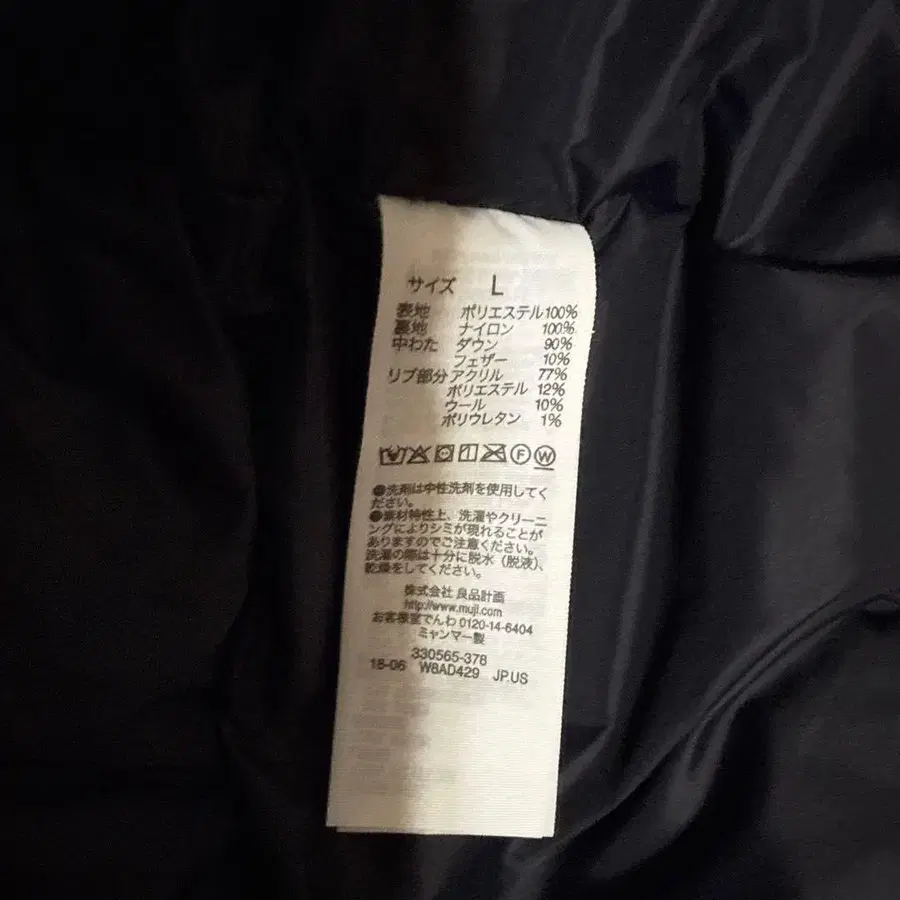 サイズ L
表地 ポリエステル100%
裏地 ナイロン 100%
中わた ダウン 90%
フェザー 10%
リブ部分 アクリル 77%
ポリエステル 12%
ウール 10%
ポリウレタン 1%
F W
●洗剤は中性洗剤を使用してく
ださい。
●素材特性上、洗濯やクリーニ
ングによりシミが現れることが
ありますのでご注意ください。
洗濯の際は十分に脱水（脱液）、
乾燥をしてください。
株式会社 良品計画
http://www.muji.com
お客様室でんわ 0120-14-6404
ミャンマー製
330565-378
18-06 W8AD429 JP.US